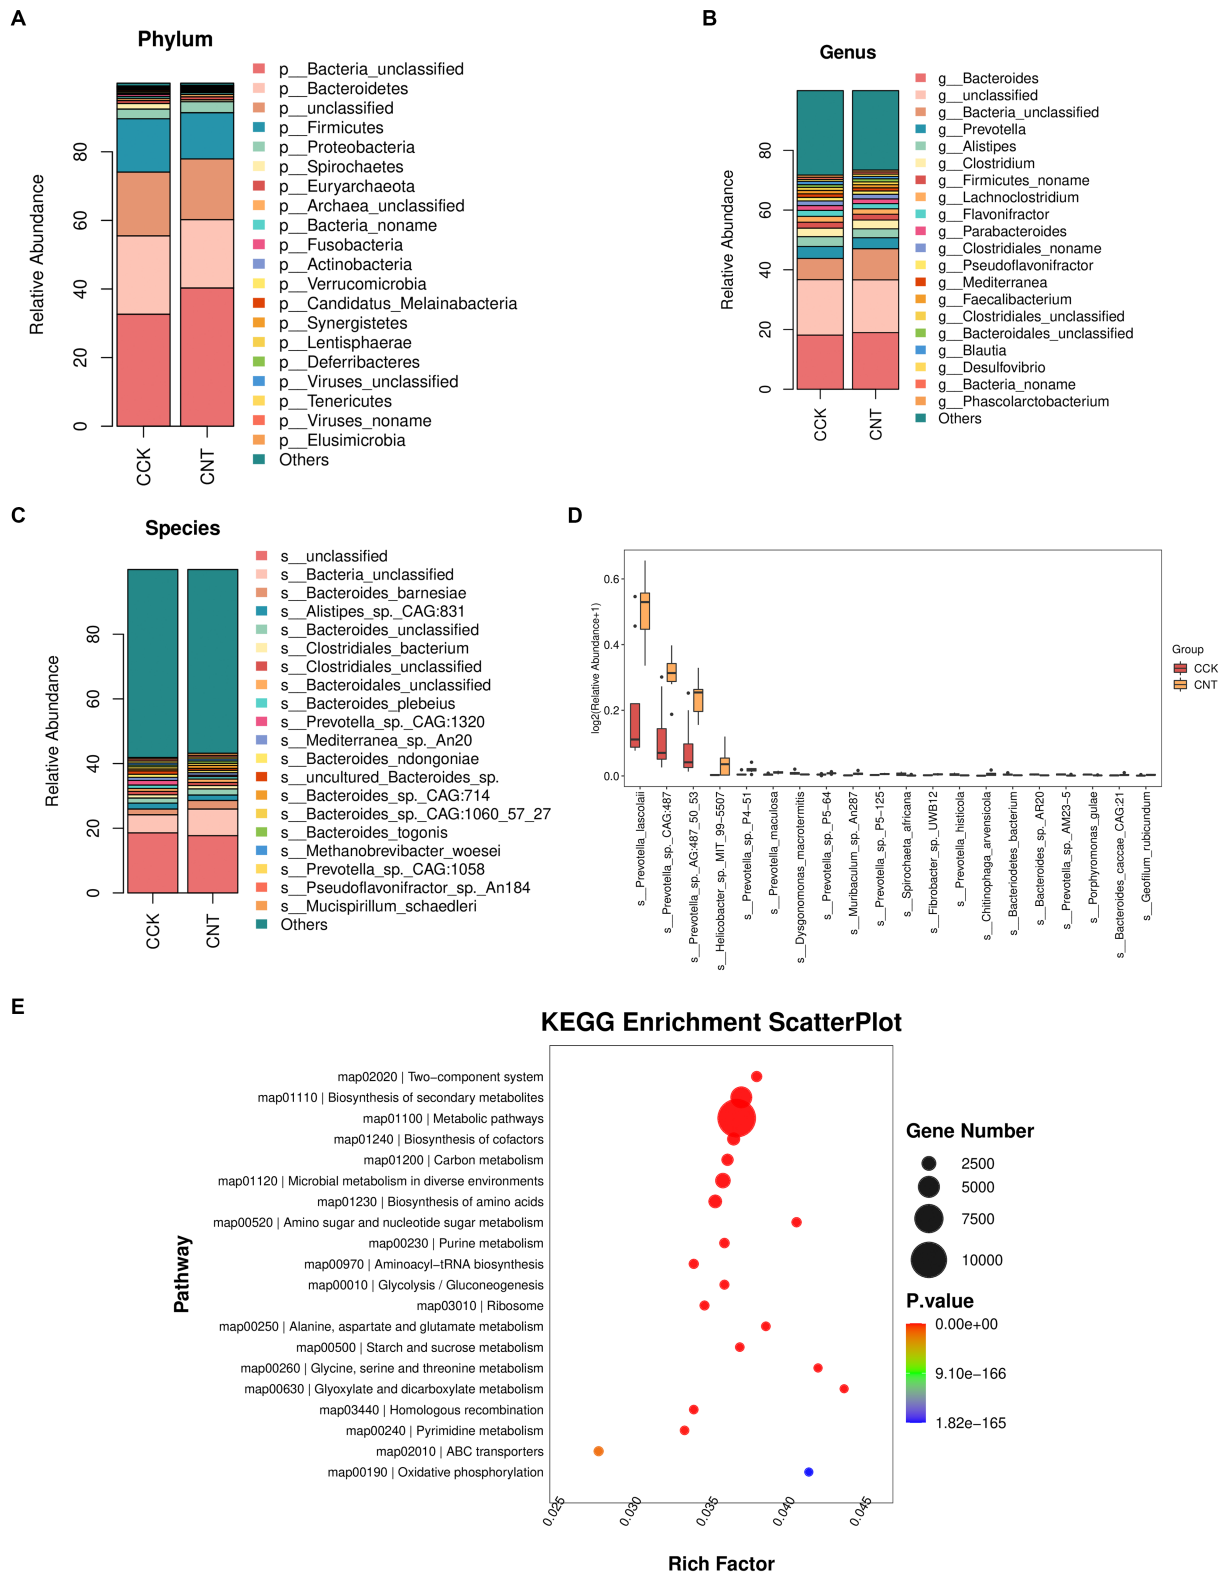 A
Phylum
Relative Abundance
0
20
40
60
80
CCK
CNT
p__Bacteria_unclassified
p__Bacteroidetes
p__unclassified
p__Firmicutes
p__Proteobacteria
p__Spirochaetes
p__Euryarchaeota
p__Archaea_unclassified
p__Bacteria_noname
p__Fusobacteria
p__Actinobacteria
p__Verrucomicrobia
p__Candidatus_Melainabacteria
p__Synergistetes
p__Lentisphaerae
p__Deferribacteres
p__Viruses_unclassified
p__Tenericutes
p__Viruses_noname
p__Elusimicrobia
Others
B
Genus
Relative Abundance
0
20
40
60
80
CCK
CNT
g__Bacteroides
g__unclassified
g__Bacteria_unclassified
g__Prevotella
g__Alistipes
g__Clostridium
g__Firmicutes_noname
g__Lachnoclostridium
g__Flavonifractor
g__Parabacteroides
g__Clostridiales_noname
g__Pseudoflavonifractor
g__Mediterranea
g__Faecalibacterium
g__Clostridiales_unclassified
g__Bacteroidales_unclassified
g__Blautia
g__Desulfovibrio
g__Bacteria_noname
g__Phascolarctobacterium
Others
C
Species
Relative Abundance
0
20
40
60
80
CCK
CNT
s__unclassified
s__Bacteria_unclassified
s__Bacteroides_barnesiae
s__Alistipes_sp._CAG:831
s__Bacteroides_unclassified
s__Clostridiales_bacterium
s__Clostridiales_unclassified
s__Bacteroidales_unclassified
s__Bacteroides_plebeius
s__Prevotella_sp._CAG:1320
s__Mediterranea_sp._An20
s__Bacteroides_ndongoniae
s__uncultured_Bacteroides_sp.
s__Bacteroides_sp._CAG:714
s__Bacteroides_sp._CAG:1060_57_27
s__Bacteroides_togonis
s__Methanobrevibacter_woesei
s__Prevotella_sp._CAG:1058
s__Pseudoflavonifractor_sp._An184
s__Mucispirillum_schaedleri
Others
D
log2(Relative Abundance+1)
0.6
0.4
0.2
0.0
s__Prevotella_lascolaii
s__Prevotella_sp._CAG:487
s__Prevotella_sp._AG:487_50_53
s__Helicobacter_sp._MIT_99-5507
s__Prevotella_sp._P4-51
s__Prevotella_maculosa
s__Dysgonomonas_macrotermitis
s__Prevotella_sp._P5-64
s__Muribaculum_sp._An287
s__Prevotella_sp._P5-125
s__Spirochaeta_africana
s__Fibrobacter_sp._UWB12
s__Prevotella_histicola
s__Chitinophaga_arvensicola
s__Bacteriodetes_bacterium
s__Bacteroides_sp._AR20
s__Prevotella_sp._AM23-5
s__Porphyromonas_gulae
s__Bacteroides_caccae_CAG:21
s__Geofilum_rubicundum
Group
CCK
CNT
E
KEGG Enrichment ScatterPlot
Pathway
map02020 | Two-component system
map01110 | Biosynthesis of secondary metabolites
map01100 | Metabolic pathways
map01240 | Biosynthesis of cofactors
map01200 | Carbon metabolism
map01120 | Microbial metabolism in diverse environments
map01230 | Biosynthesis of amino acids
map00520 | Amino sugar and nucleotide sugar metabolism
map00230 | Purine metabolism
map00970 | Aminoacyl-tRNA biosynthesis
map00010 | Glycolysis / Gluconeogenesis
map03010 | Ribosome
map00250 | Alanine, aspartate and glutamate metabolism
map00500 | Starch and sucrose metabolism
map00260 | Glycine, serine and threonine metabolism
map00630 | Glyoxylate and dicarboxylate metabolism
map03440 | Homologous recombination
map00240 | Pyrimidine metabolism
map02010 | ABC transporters
map00190 | Oxidative phosphorylation
0.025
0.030
0.035
0.040
0.045
Rich Factor
Gene Number
2500
5000
7500
10000
P.value
0.00e+00
9.10e-166
1.82e-165